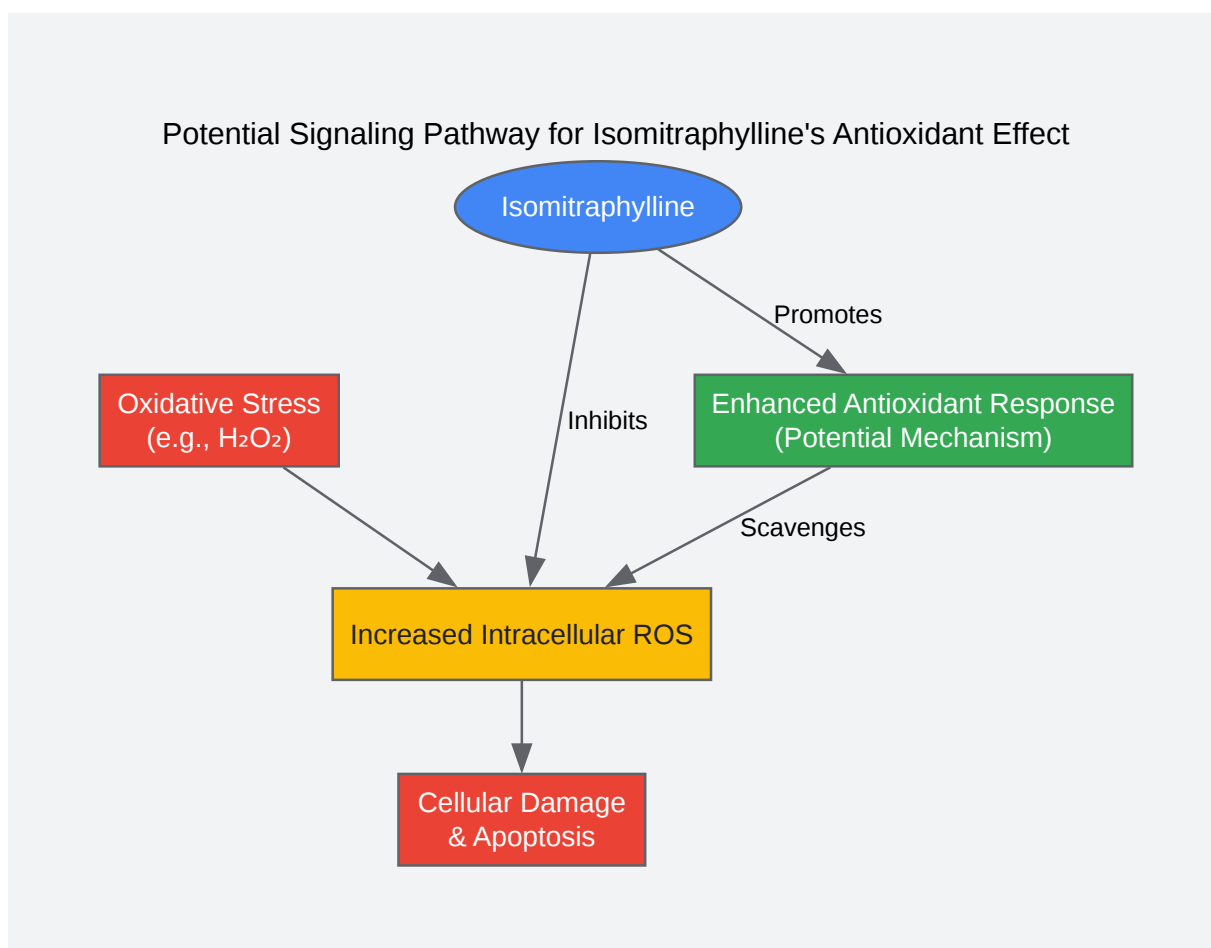 Potential Signaling Pathway for Isomitraphylline's Antioxidant Effect
Isomitraphylline
Promotes
Oxidative Stress
(e.g., H₂O₂)
Inhibits
Enhanced Antioxidant Response
(Potential Mechanism)
Scavenges
Increased Intracellular ROS
Cellular Damage
& Apoptosis